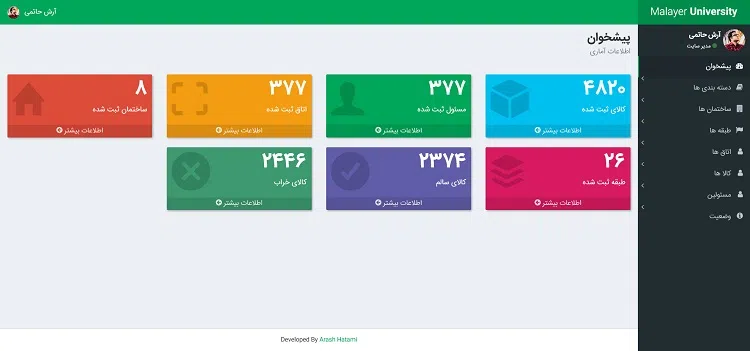 Malayer University
آرش حاتمی
آرش حاتمی
مدیر سایت
پیشخوان
دسته بندی ها
ساختمان ها
طبقه ها
اتاق ها
کالا ها
مسئولین
وضعیت
پیشخوان
اطلاعات آماری
۴۸۲۰
کالای ثبت شده
اطلاعات بیشتر
۳۷۷
مسئول ثبت شده
اطلاعات بیشتر
۳۷۷
اتاق ثبت شده
اطلاعات بیشتر
۸
ساختمان ثبت شده
اطلاعات بیشتر
۲۶
طبقه ثبت شده
اطلاعات بیشتر
۲۳۷۴
کالای سالم
اطلاعات بیشتر
۲۴۴۶
کالای خراب
اطلاعات بیشتر
Developed By Arash Hatami